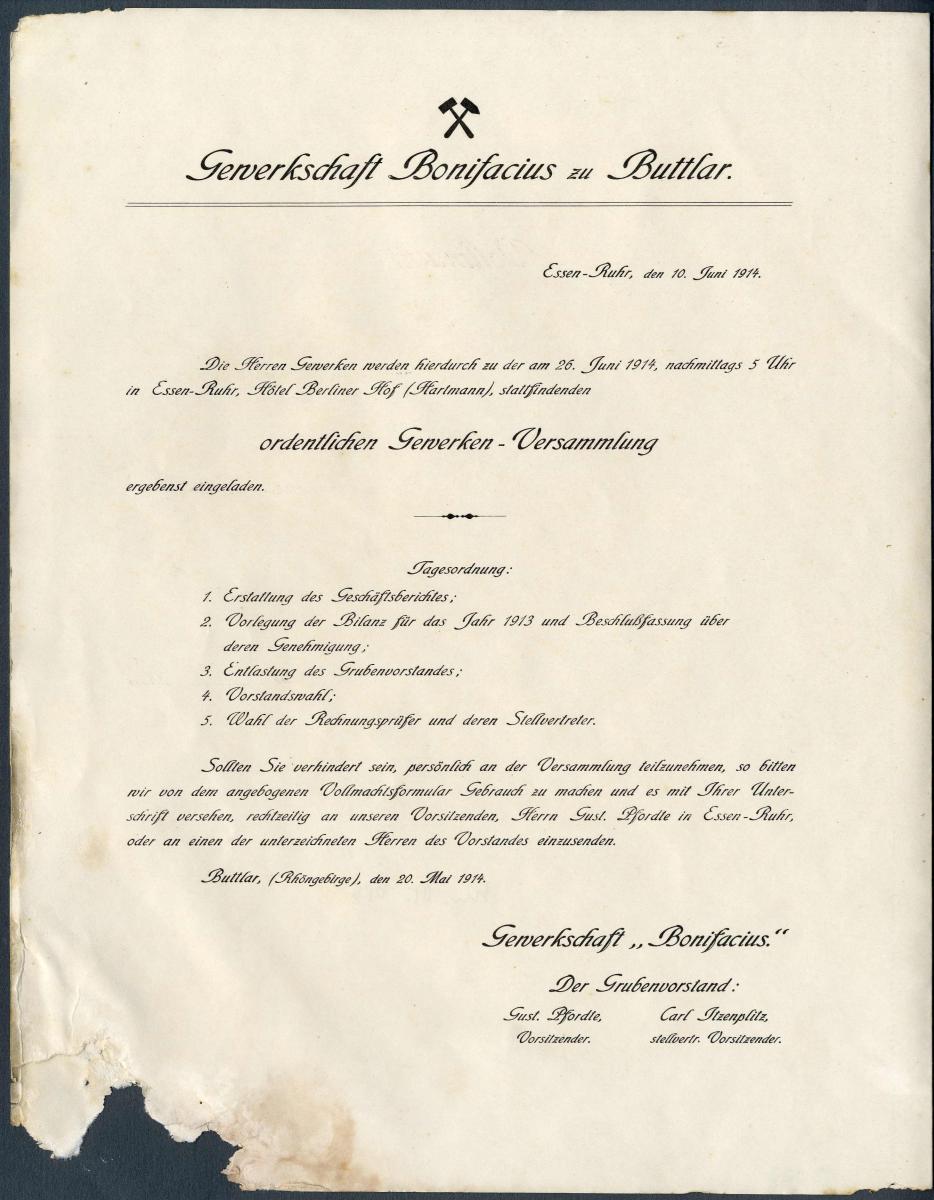 Gewerkschaft Bonifacius zu Buttlar.
Essen-Ruhr, den 10. Juni 1914.
Die Herren Gewerken werden hierdurch zu der am 26. Juni 1914, nachmittags 5 Uhr
in Essen-Ruhr, Hôtel Berliner Hof (Hartmann), stattfindenden
ordentlichen Gewerken-Versammlung
ergebenst eingeladen.
Tagesordnung:
1. Erstattung des Geschäftsberichtes;
2. Vorlegung der Bilanz für das Jahr 1913 und Beschlußfassung über
deren Genehmigung;
3. Entlastung des Grubenvorstandes;
4. Vorstandswahl;
5. Wahl der Rechnungsprüfer und deren Stellvertreter.
Sollten Sie verhindert sein, persönlich an der Versammlung teilzunehmen, so bitten
wir von dem angebogenen Vollmachtsformular Gebrauch zu machen und es mit Ihrer Unter-
schrift versehen, rechtzeitig an unseren Vorsitzenden, Herrn Gust. Pfordte in Essen-Ruhr,
oder an einen der unterzeichneten Herren des Vorstandes einzusenden.
Buttlar, (Rhöngebirge), den 20. Mai 1914.
Gewerkschaft „Bonifacius.“
Der Grubenvorstand:
Gust. Pfordte, Carl Itzenplitz,
Vorsitzender. stellvertr. Vorsitzender.